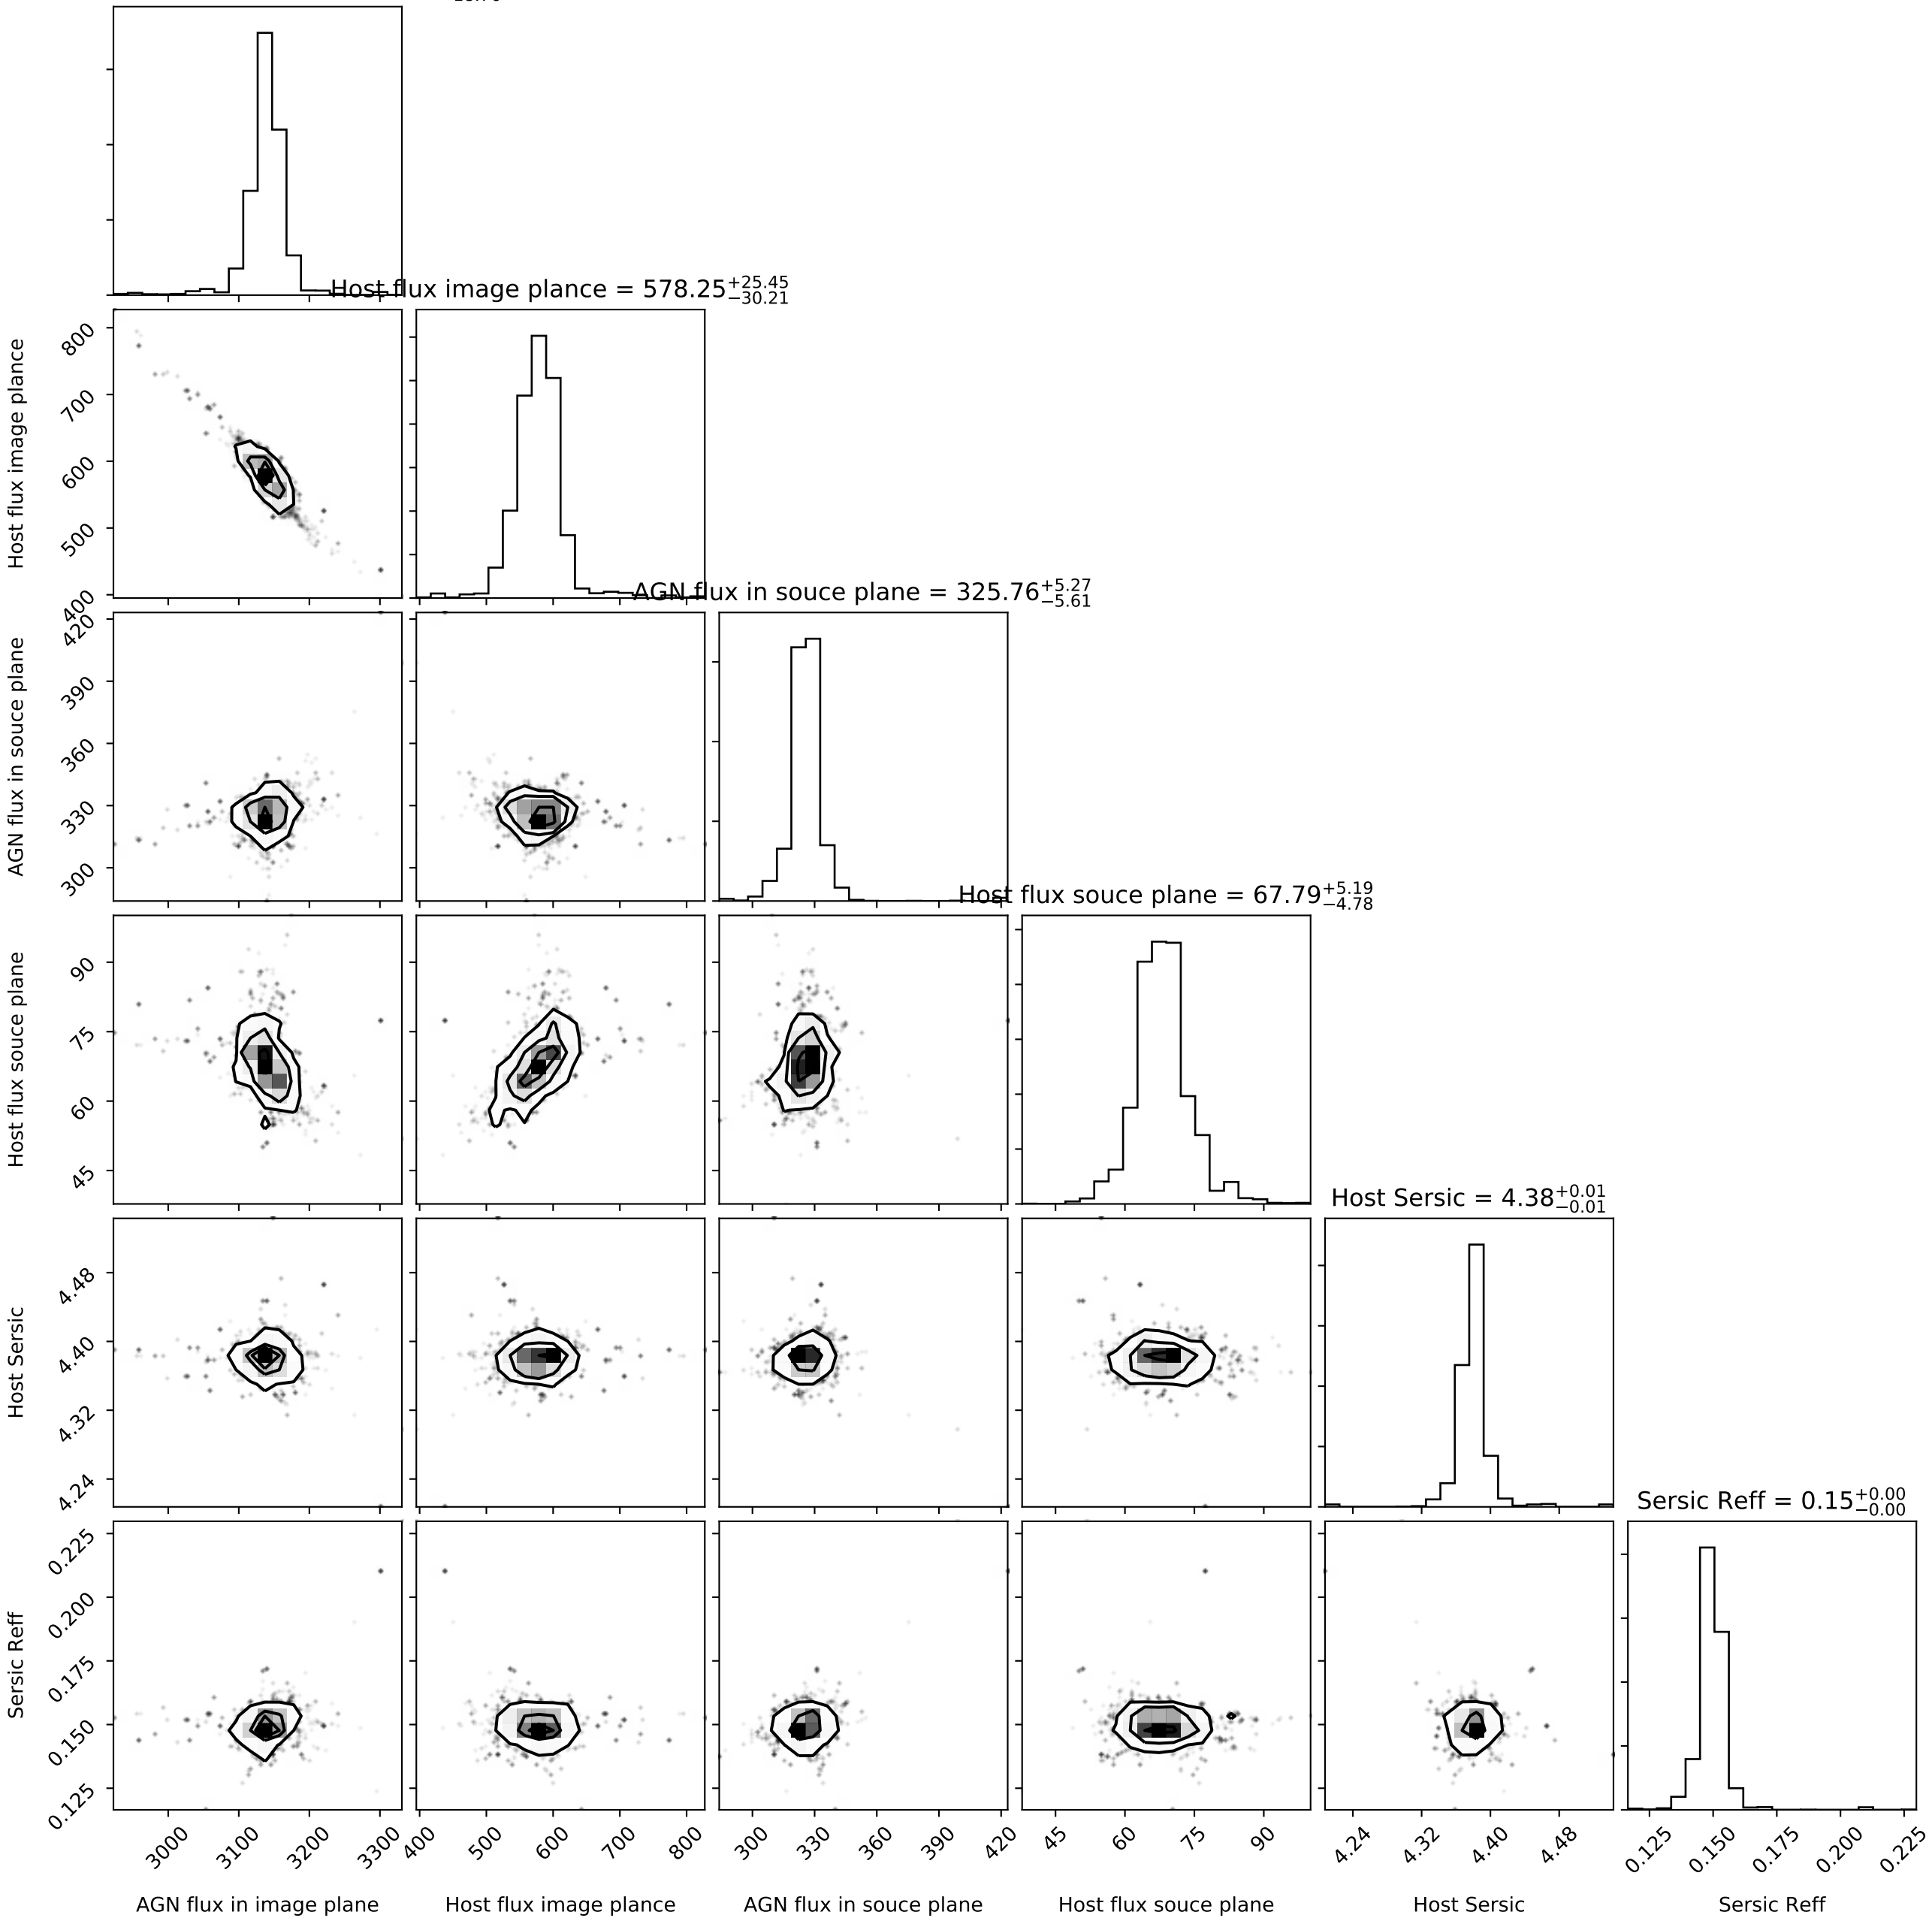 Host flux image plance = 578.25 +25.45 −30.21
800
700
600
500
400
Host flux image plance
AGN flux in souce plane = 325.76 +5.27 −5.61
420
390
360
330
300
AGN flux in souce plane
Host flux souce plane = 67.79 +5.19 −4.78
90
75
60
45
Host flux souce plane
Host Sersic = 4.38 +0.01 −0.01
4.48
4.40
4.32
4.24
Host Sersic
Sersic Reff = 0.15 +0.00 −0.00
0.225
0.200
0.175
0.150
0.125
Sersic Reff
3000 3100 3200 3300
400 500 600 700 800
300 330 360 390 420
45 60 75 90
4.24 4.32 4.40 4.48
0.125 0.150 0.175 0.200 0.225
AGN flux in image plane
Host flux image plance
AGN flux in souce plane
Host flux souce plane
Host Sersic
Sersic Reff